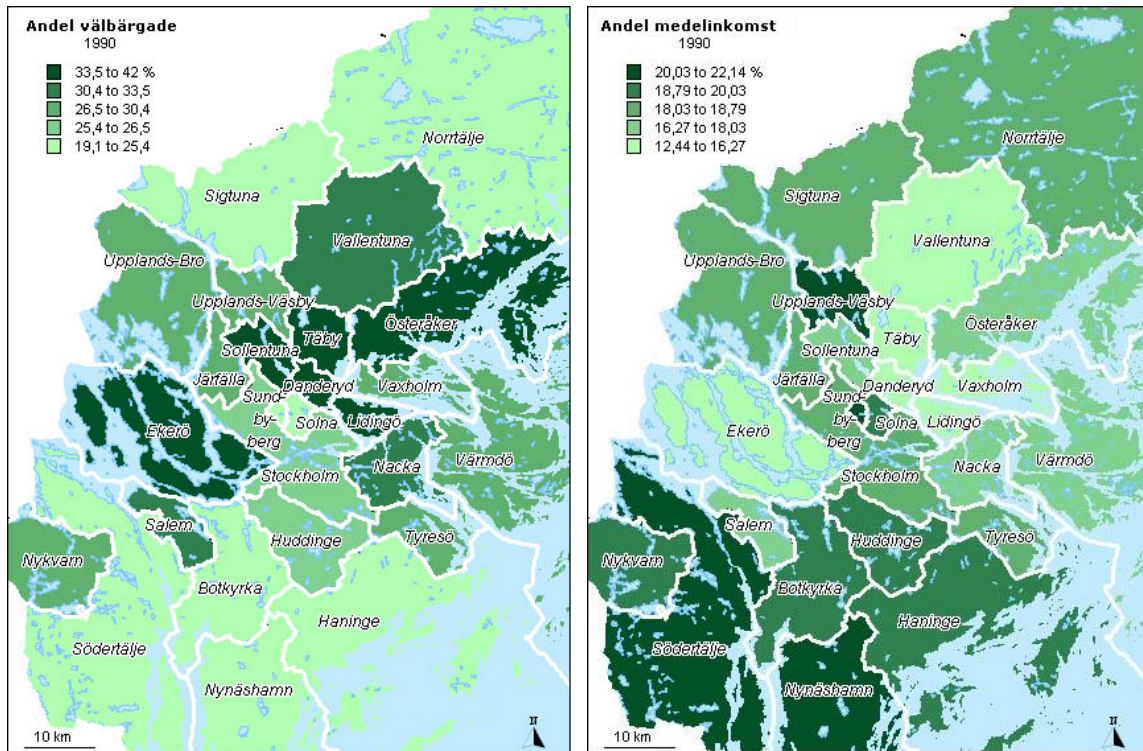 Andel välbärgade
1990
33,5 to 42 %
30,4 to 33,5
26,5 to 30,4
25,4 to 26,5
19,1 to 25,4
Norrtälje
Sigtuna
Vallentuna
Upplands-Bro
Upplands-Väsby
Österåker
Täby
Sollentuna
Järfälla
Danderyd
Vaxholm
Sund-
by-
berg
Solna
Lidingö
Ekerö
Stockholm
Nacka
Värmdö
Salem
Huddinge
Tyresö
Nykvarn
Botkyrka
Haninge
Södertälje
Nynäshamn
10 km
N
Andel medelinkomst
1990
20,03 to 22,14 %
18,79 to 20,03
18,03 to 18,79
16,27 to 18,03
12,44 to 16,27
Norrtälje
Sigtuna
Vallentuna
Upplands-Bro
Upplands-Väsby
Österåker
Täby
Sollentuna
Järfälla
Danderyd
Vaxholm
Sund-
by-
berg
Solna
Lidingö
Ekerö
Stockholm
Nacka
Värmdö
Salem
Huddinge
Tyresö
Nykvarn
Botkyrka
Haninge
Södertälje
Nynäshamn
10 km
N